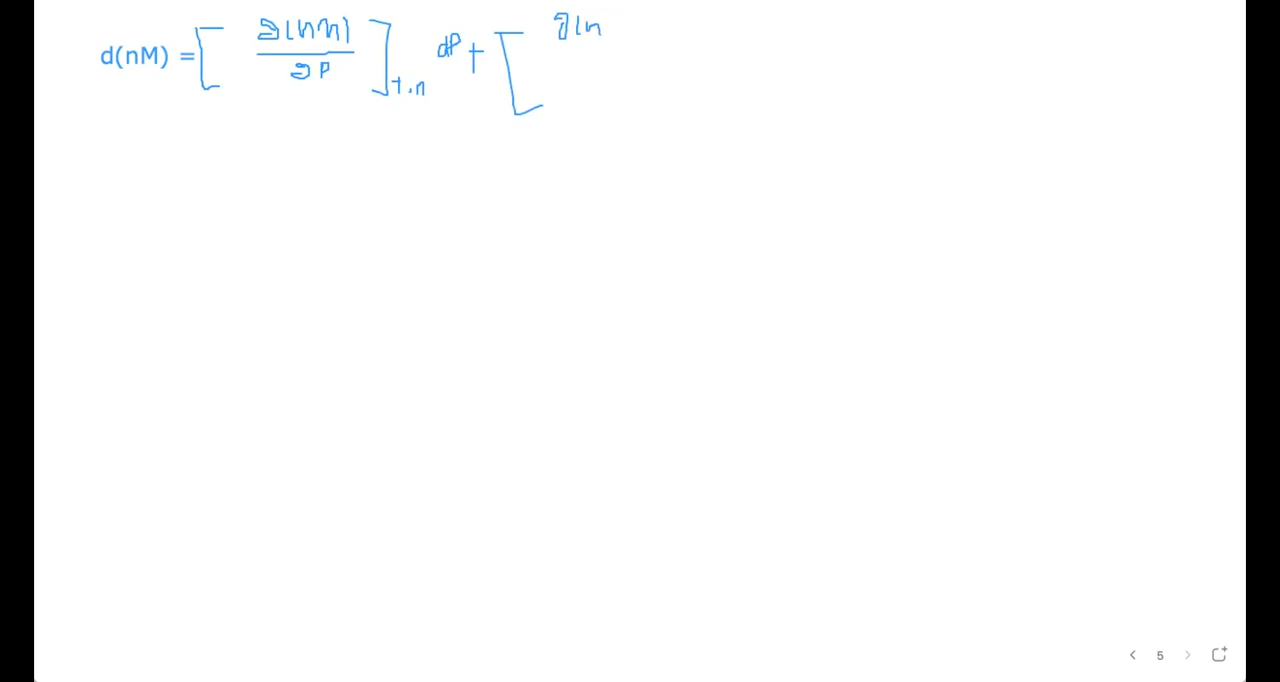 d(nM) = [ ∂(nM) / ∂P ]T,n dP + [ ∂(n
5